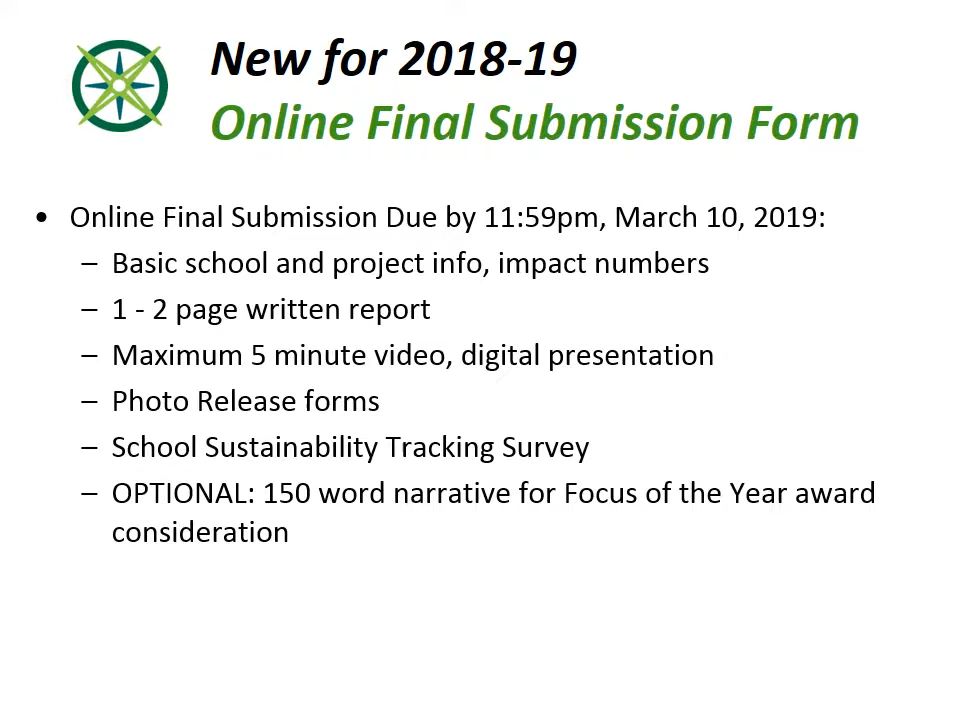 New for 2018-19
Online Final Submission Form
• Online Final Submission Due by 11:59pm, March 10, 2019:
– Basic school and project info, impact numbers
– 1 - 2 page written report
– Maximum 5 minute video, digital presentation
– Photo Release forms
– School Sustainability Tracking Survey
– OPTIONAL: 150 word narrative for Focus of the Year award
consideration